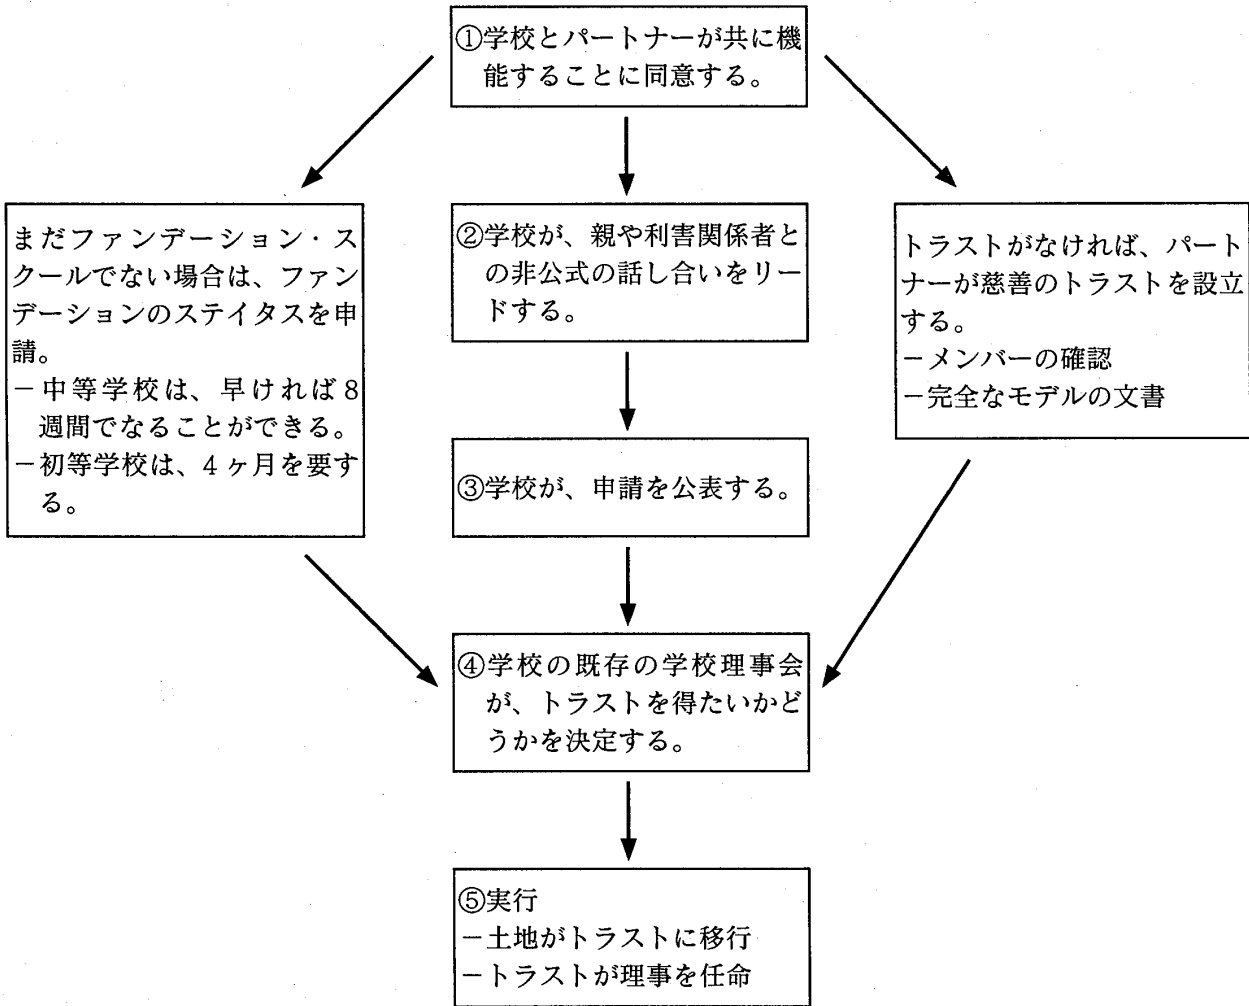 ①学校とパートナーが共に機
能することに同意する。
まだファンデーション・ス
クールでない場合は、ファン
デーションのステイタスを申
請。
－中等学校は、早ければ8
週間でなることができる。
－初等学校は、4ヶ月を要す
る。
②学校が、親や利害関係者と
の非公式の話し合いをリー
ドする。
トラストがなければ、パート
ナーが慈善のトラストを設立
する。
－メンバーの確認
－完全なモデルの文書
③学校が、申請を公表する。
④学校の既存の学校理事会
が、トラストを得たいかど
うかを決定する。
⑤実行
－土地がトラストに移行
－トラストが理事を任命